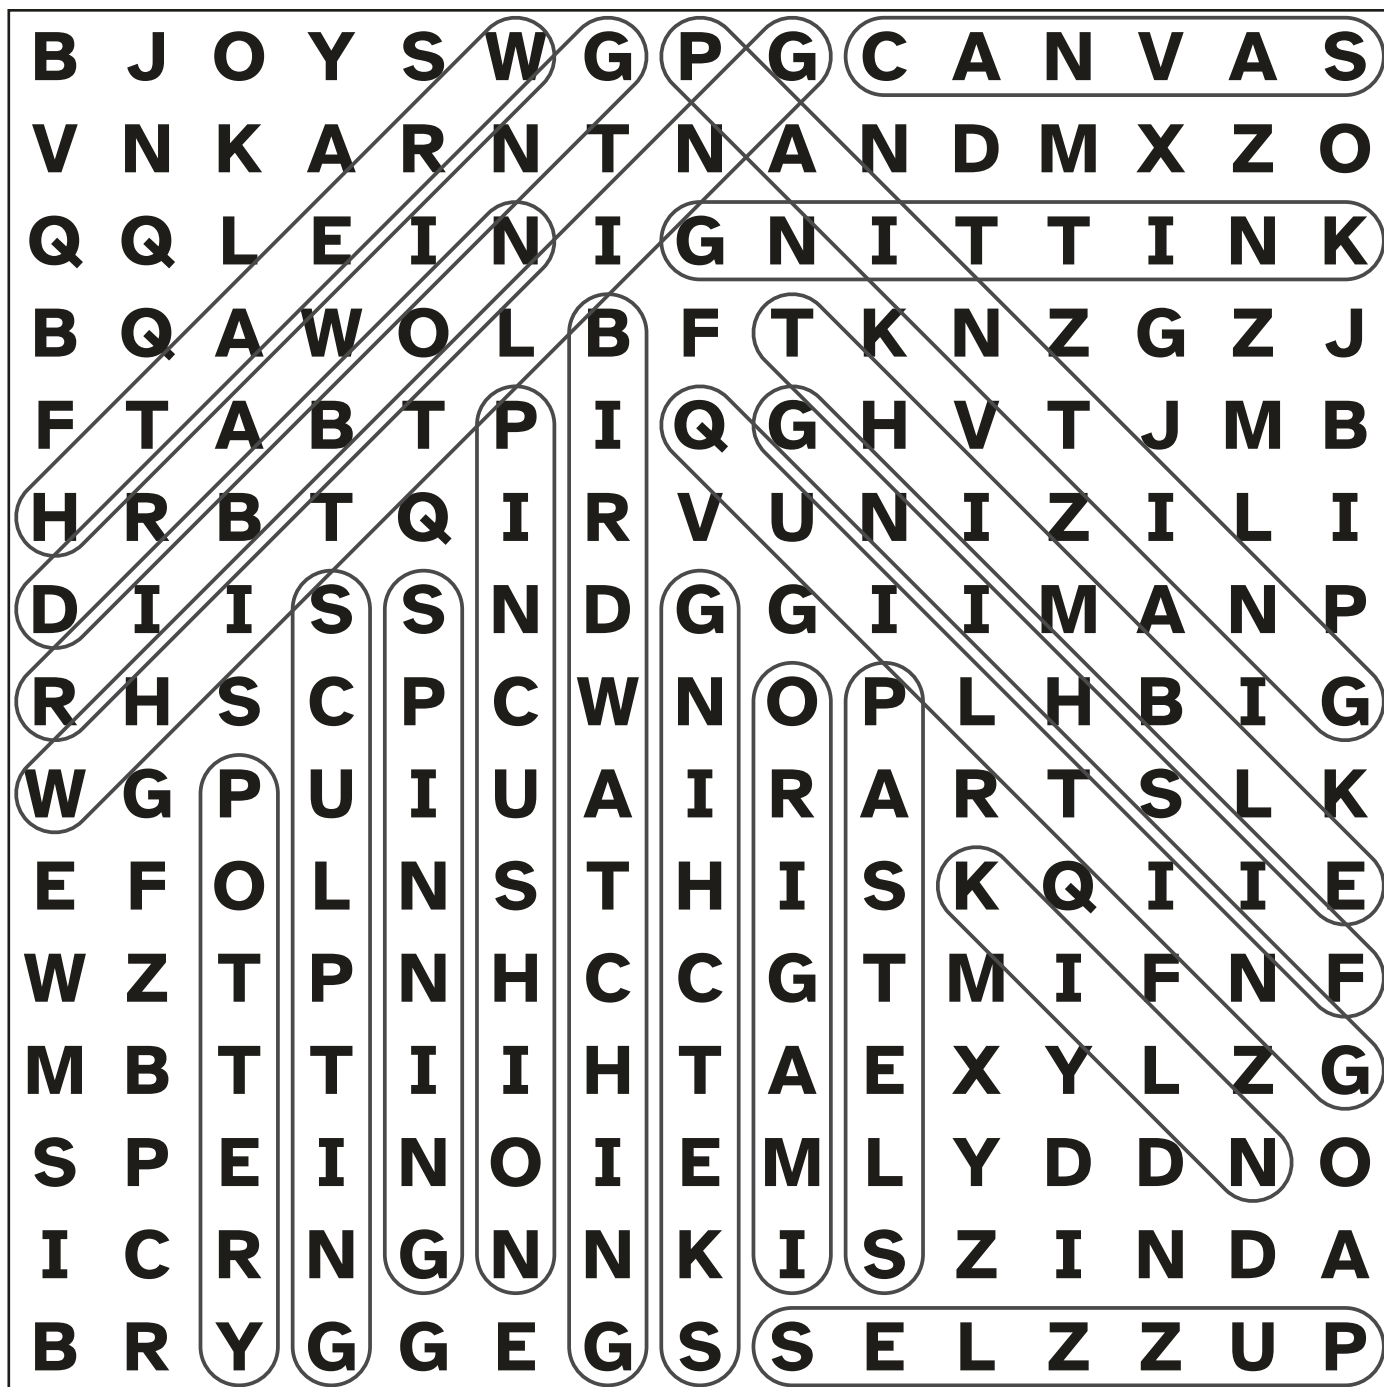 B J O Y S W G P G C A N V A S
V N K A R N T N A N D M X Z O
Q Q L E I N I G N I T T I N K
B Q A W O L B F T K N Z G Z J
F T A B T P I Q G H V T J M B
H R B T Q I R V U N I Z I L I
D I I S S N D G G I I M A N P
R H S C P C W N O P L H B I G
W G P U I U A I R A R T S L K
E F O L N S T H I S K Q I I E
W Z T P N H C C G T M I F N F
M B T T I I H T A E X Y L Z G
S P E I N O I E M L Y D D N O
I C R N G N N K I S Z I N D A
B R Y G G E G S S E L Z Z U P